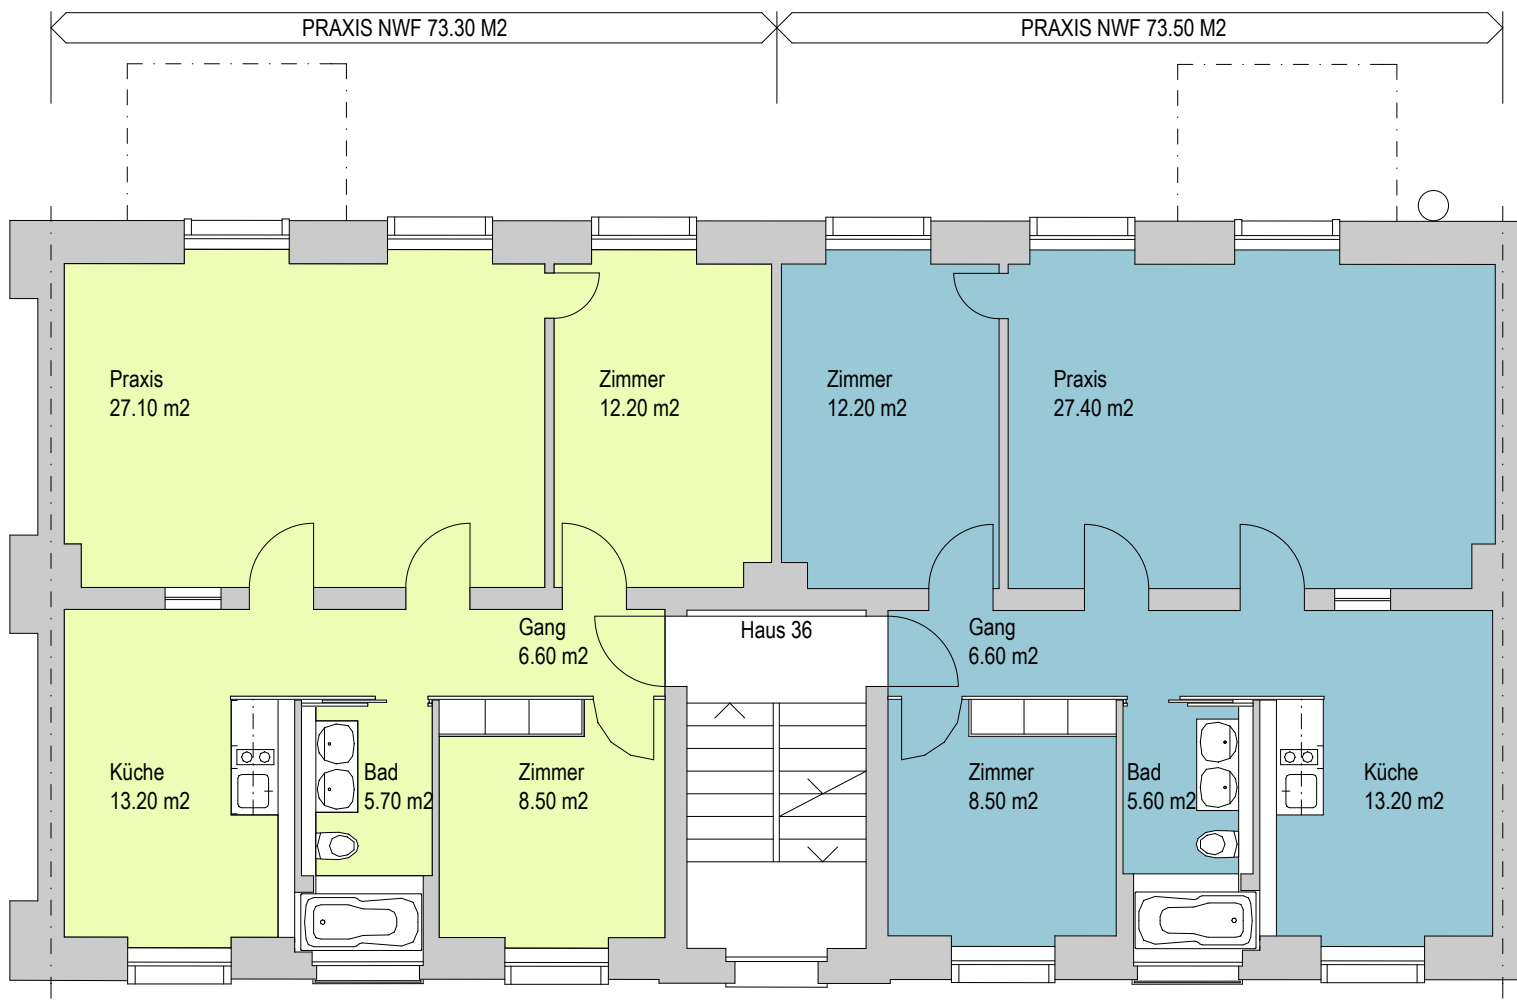 PRAXIS NWF 73.30 M2
PRAXIS NWF 73.50 M2
Praxis
27.10 m2
Zimmer
12.20 m2
Zimmer
12.20 m2
Praxis
27.40 m2
Gang
6.60 m2
Haus 36
Gang
6.60 m2
Küche
13.20 m2
Bad
5.70 m2
Zimmer
8.50 m2
Zimmer
8.50 m2
Bad
5.60 m2
Küche
13.20 m2